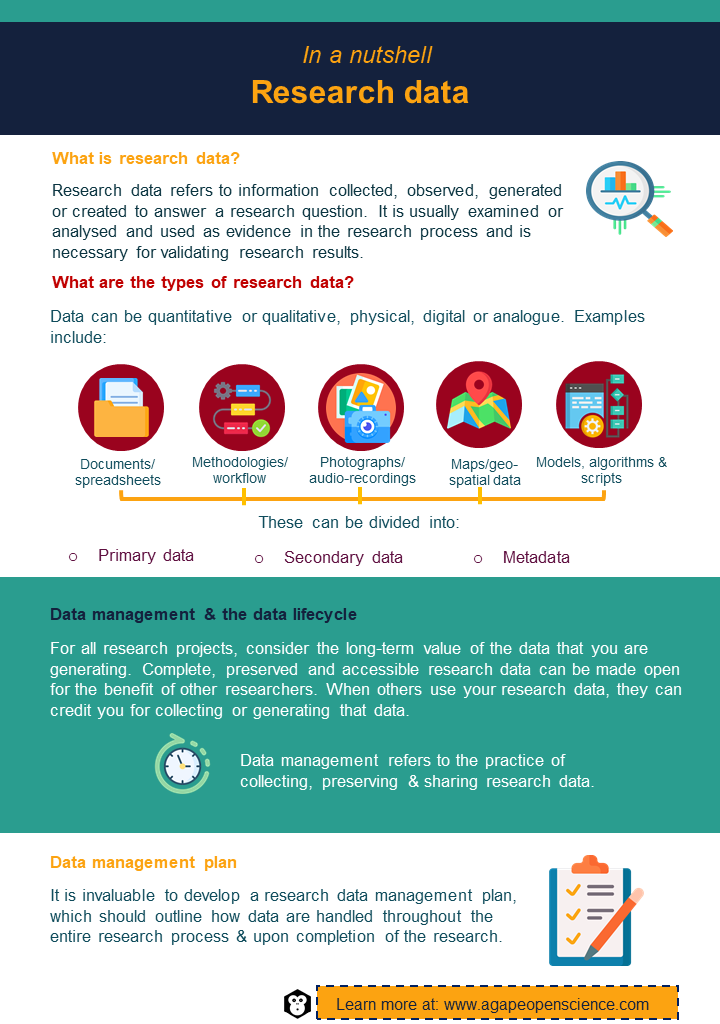 In a nutshell
Research data
What is research data?
Research data refers to information collected, observed, generated
or created to answer a research question. It is usually examined or
analysed and used as evidence in the research process and is
necessary for validating research results.
What are the types of research data?
Data can be quantitative or qualitative, physical, digital or analogue. Examples
include:
Documents/
spreadsheets
Methodologies/
workflow
Photographs/
audio-recordings
Maps/geo-
spatial data
Models, algorithms &
scripts
These can be divided into:
o Primary data
o Secondary data
o Metadata
Data management & the data lifecycle
For all research projects, consider the long-term value of the data that you are
generating. Complete, preserved and accessible research data can be made open
for the benefit of other researchers. When others use your research data, they can
credit you for collecting or generating that data.
Data management refers to the practice of
collecting, preserving & sharing research data.
Data management plan
It is invaluable to develop a research data management plan,
which should outline how data are handled throughout the
entire research process & upon completion of the research.
Learn more at: www.agapeopenscience.com